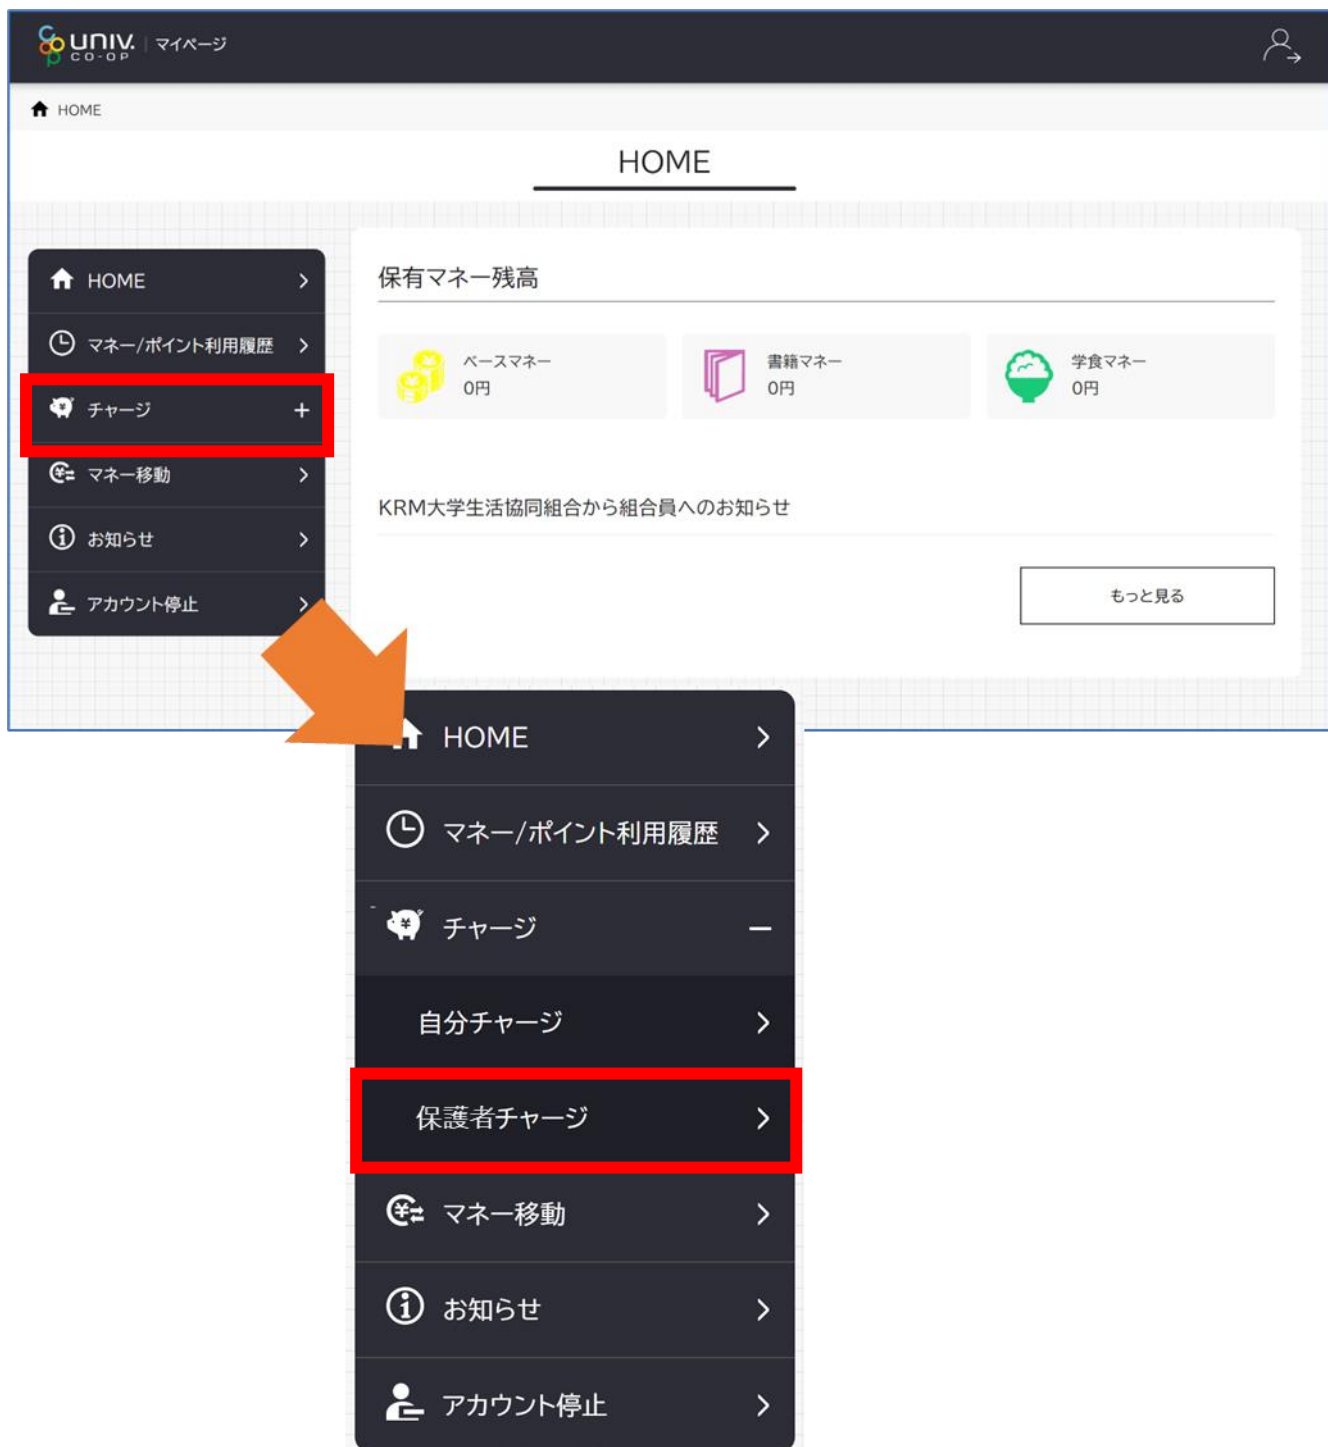 UNIV. CO-OP マイページ
HOME
HOME
HOME
マネー/ポイント利用履歴
チャージ
マネー移動
お知らせ
アカウント停止
保有マネー残高
ベースマネー
0円
書籍マネー
0円
学食マネー
0円
KRM大学生活協同組合から組合員へのお知らせ
もっと見る
HOME
マネー/ポイント利用履歴
チャージ
自分チャージ
保護者チャージ
マネー移動
お知らせ
アカウント停止